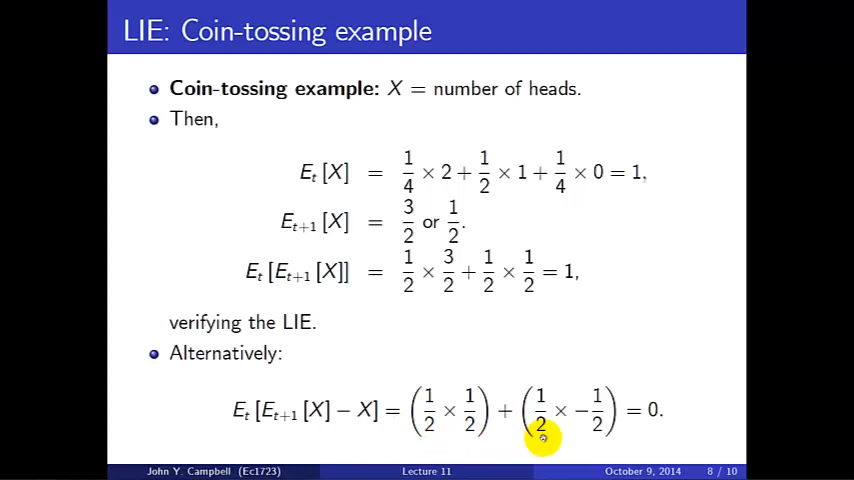 LIE: Coin-tossing example
Coin-tossing example: X = number of heads.
Then,
E_t [X] = 1/4 × 2 + 1/2 × 1 + 1/4 × 0 = 1,
E_{t+1} [X] = 3/2 or 1/2.
E_t [E_{t+1} [X]] = 1/2 × 3/2 + 1/2 × 1/2 = 1,
verifying the LIE.
Alternatively:
E_t [E_{t+1} [X] − X] = (1/2 × 1/2) + (1/2 × −1/2) = 0.
John Y. Campbell (Ec1723) Lecture 11 October 9, 2014 8 / 10